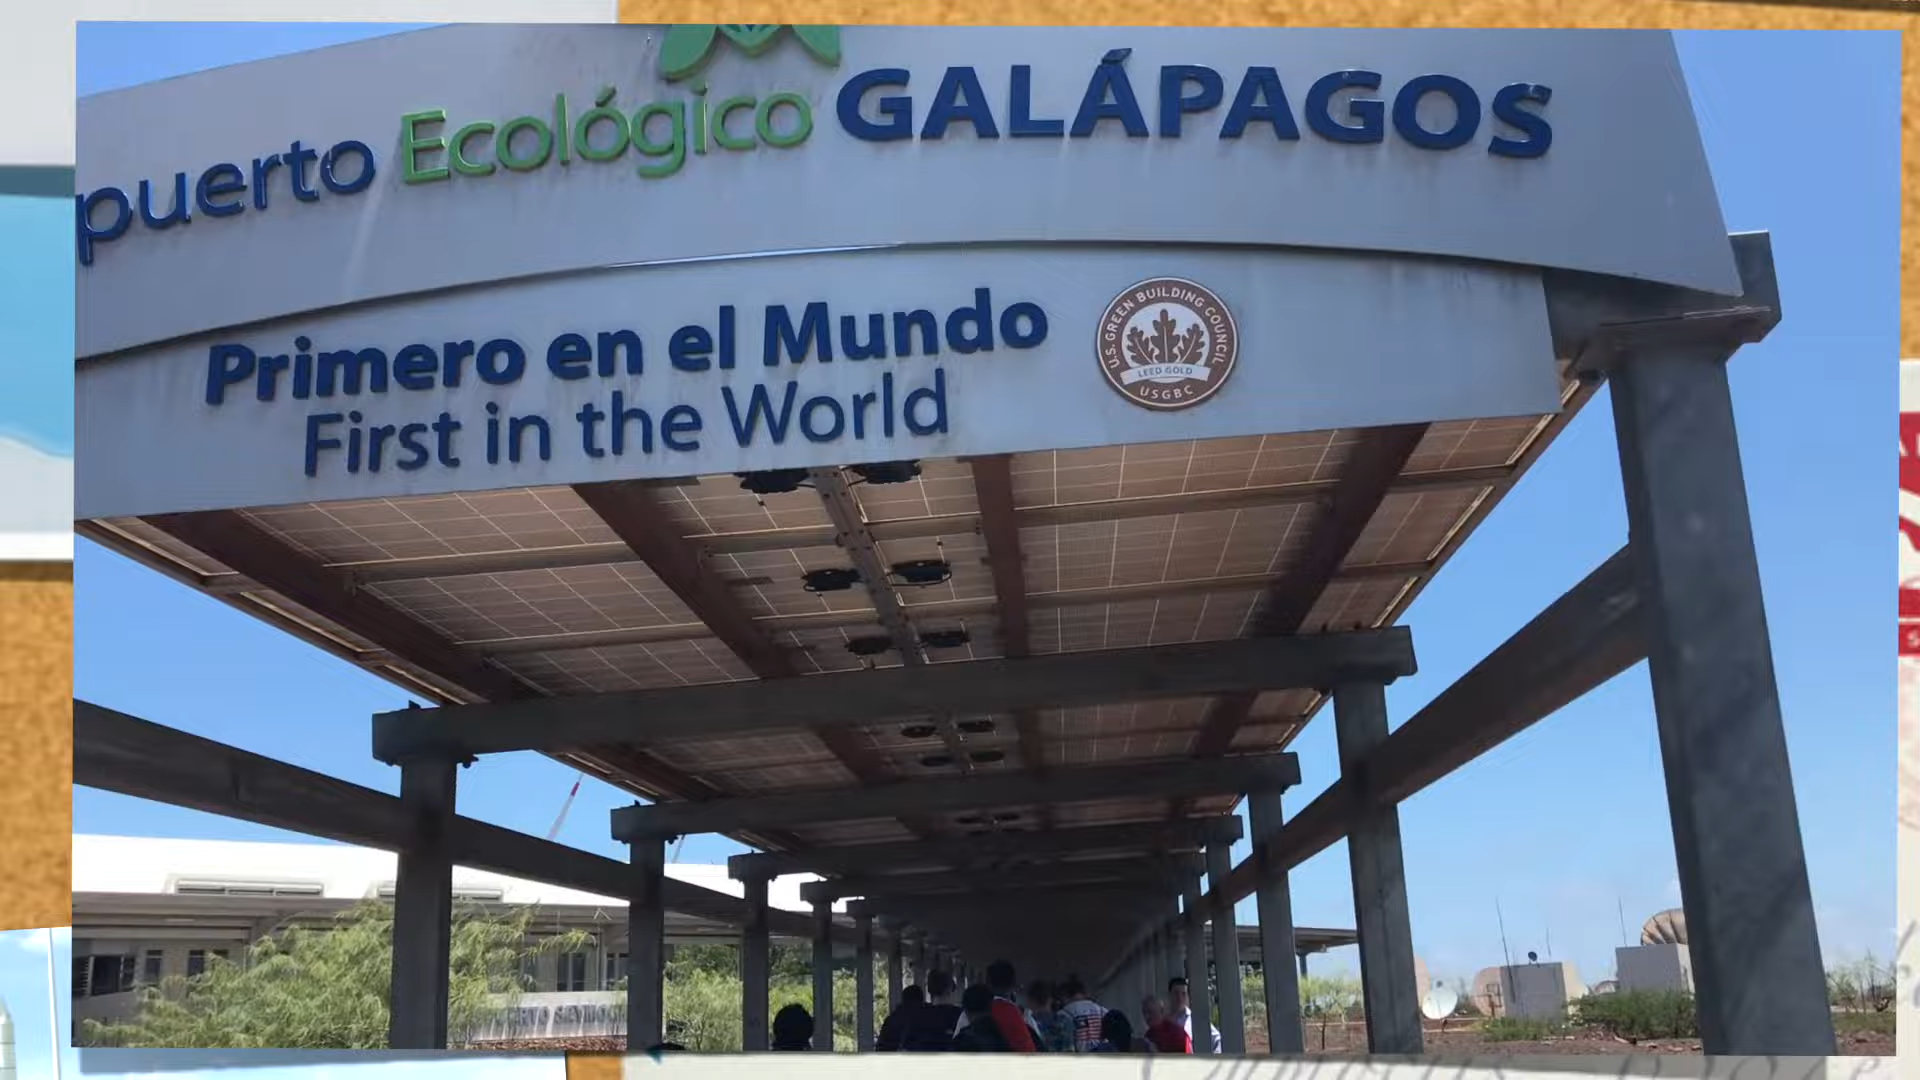 puerto Ecológico GALÁPAGOS
Primero en el Mundo
First in the World
U.S. GREEN BUILDING COUNCIL
LEED GOLD
USGBC